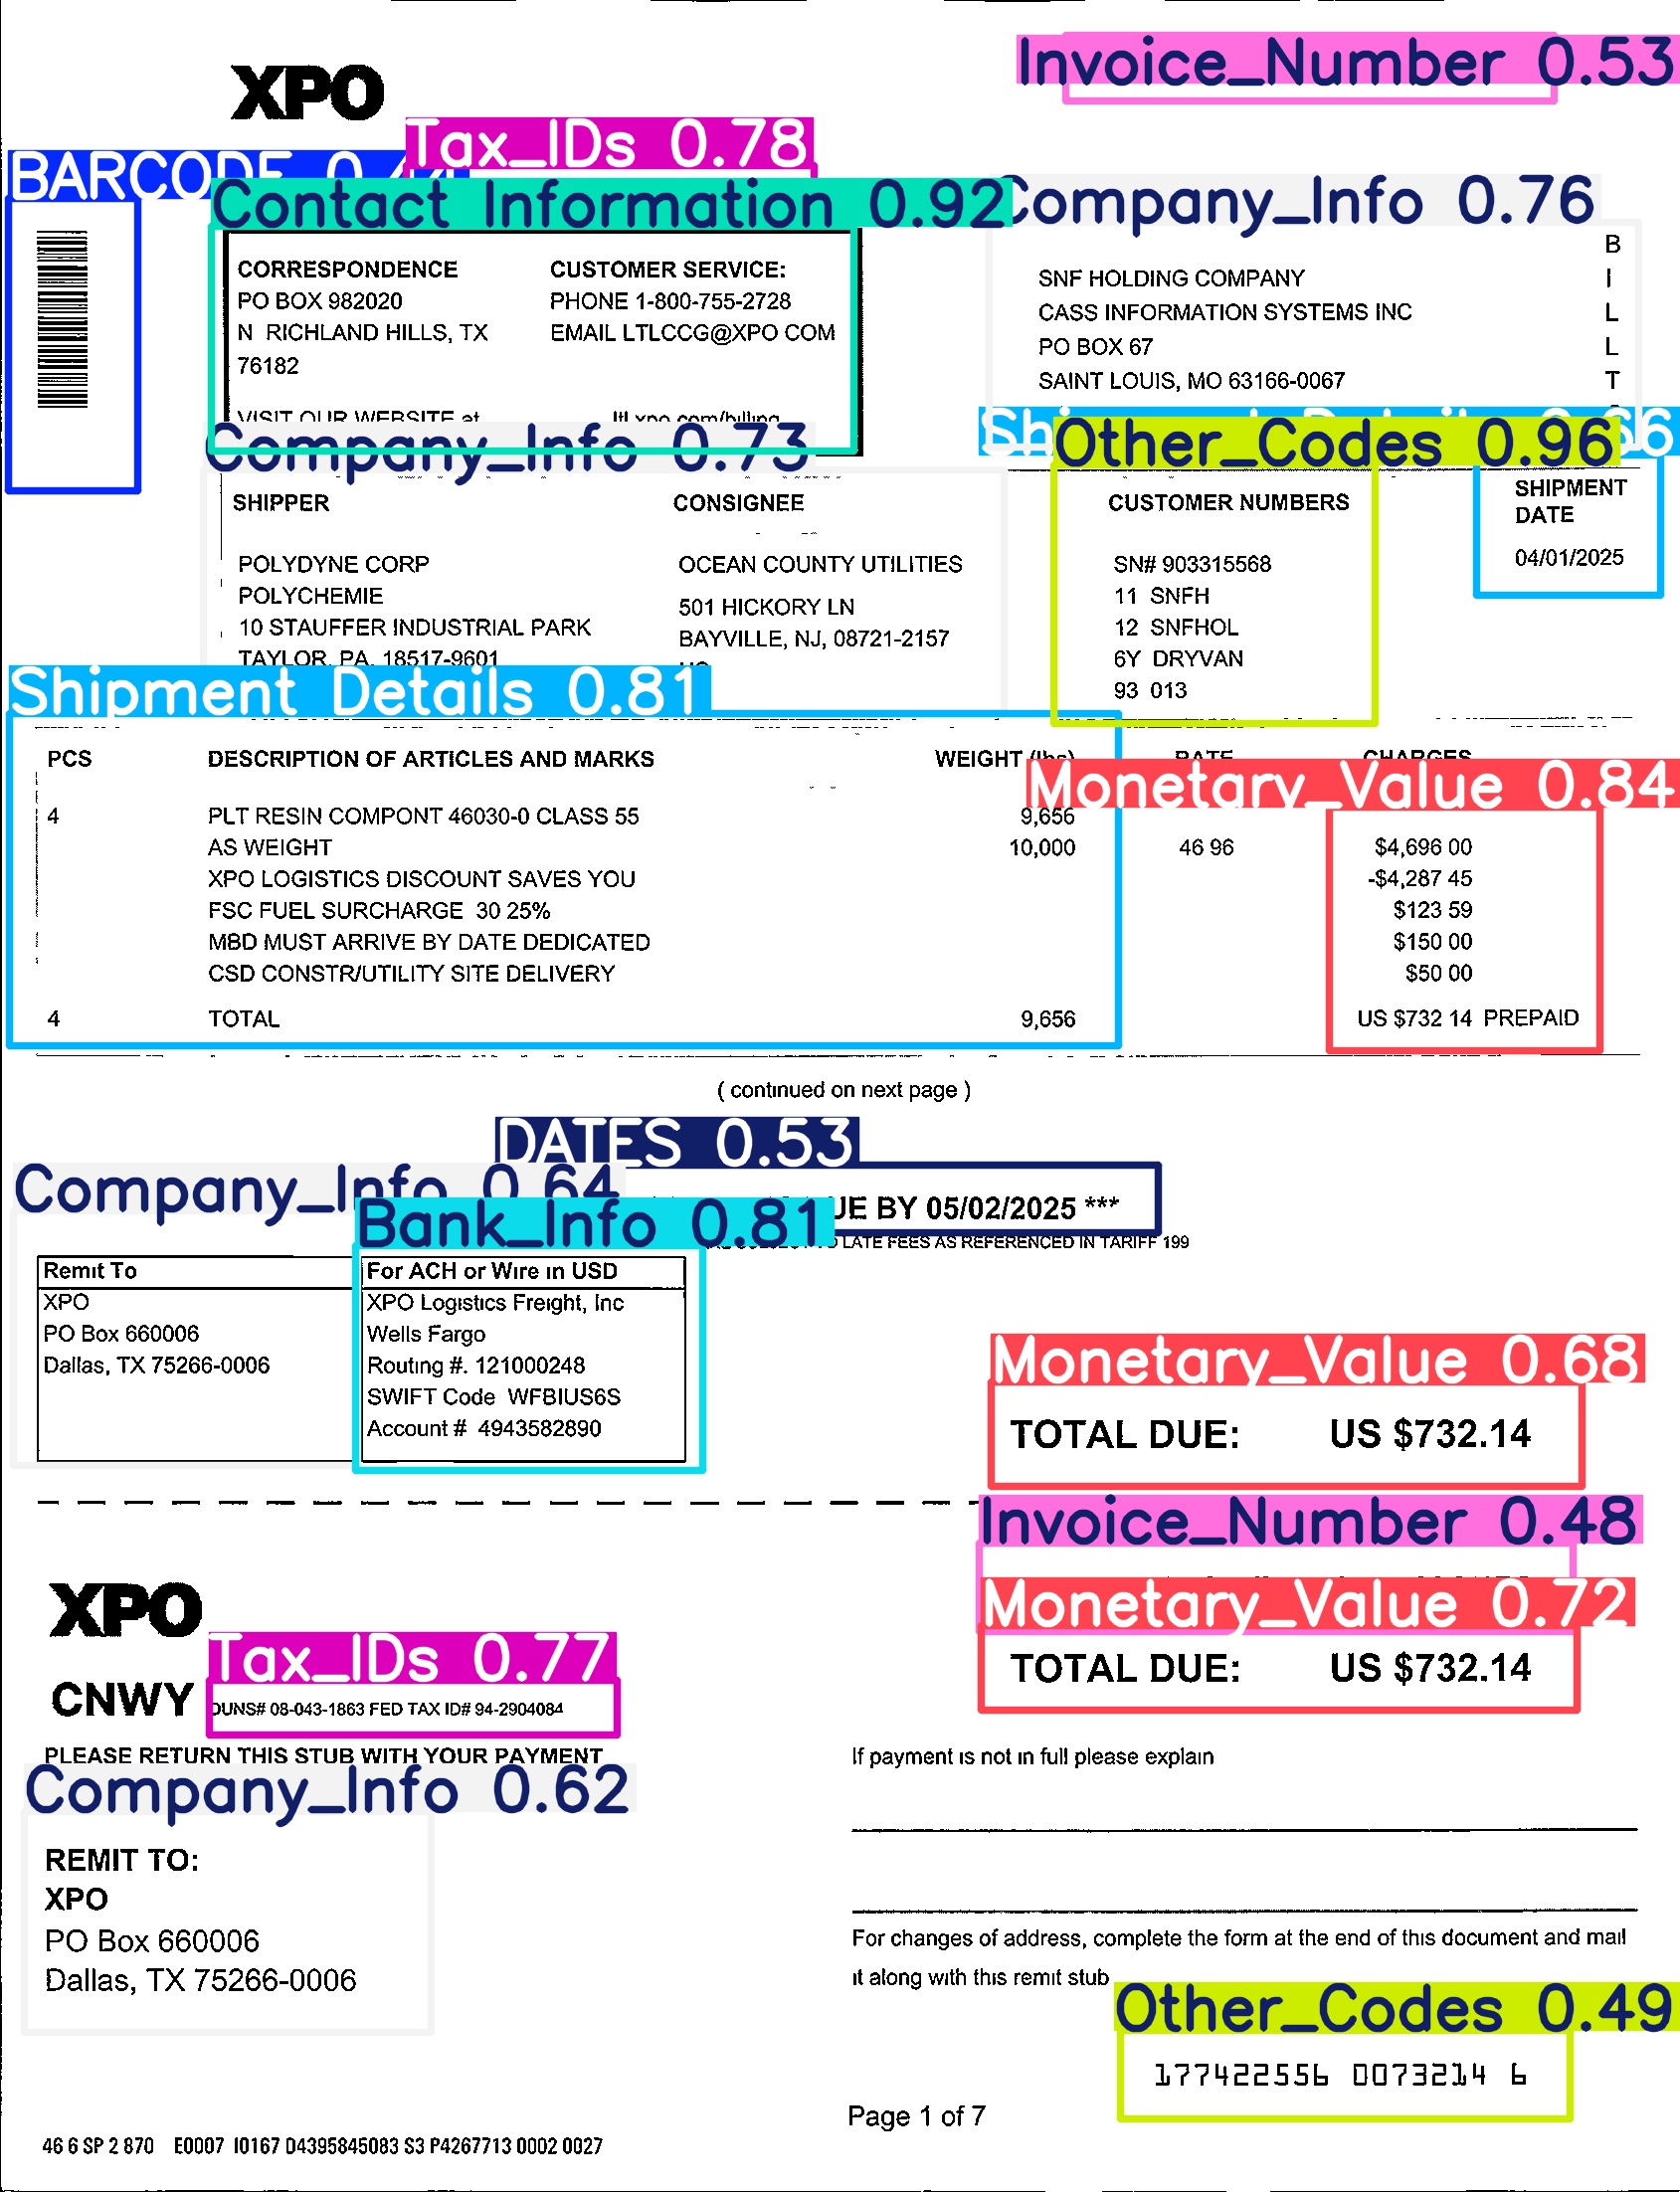 Invoice_Number 0.53
XPO
Tax_IDs 0.78
BARCODE 0.44
Contact Information 0.92
Company_Info 0.76
CORRESPONDENCE CUSTOMER SERVICE:
PO BOX 982020 PHONE 1-800-755-2728
N RICHLAND HILLS, TX EMAIL LTLCCG@XPO COM
76182
VISIT OUR WEBSITE at ltl xpo com/billing
SNF HOLDING COMPANY
CASS INFORMATION SYSTEMS INC
PO BOX 67
SAINT LOUIS, MO 63166-0067
B
I
L
L
T
Company_Info 0.73
Other_Codes 0.96
SHIPPER CONSIGNEE CUSTOMER NUMBERS SHIPMENT
DATE
POLYDYNE CORP OCEAN COUNTY UTILITIES SN# 903315568 04/01/2025
POLYCHEMIE 501 HICKORY LN 11 SNFH
10 STAUFFER INDUSTRIAL PARK BAYVILLE, NJ, 08721-2157 12 SNFHOL
TAYLOR, PA, 18517-9601 6Y DRYVAN
93 013
Shipment Details 0.81
PCS DESCRIPTION OF ARTICLES AND MARKS WEIGHT (lbs) RATE CHARGES
Monetary_Value 0.84
4 PLT RESIN COMPONT 46030-0 CLASS 55 9,656
AS WEIGHT 10,000 46 96 $4,696 00
XPO LOGISTICS DISCOUNT SAVES YOU -$4,287 45
FSC FUEL SURCHARGE 30 25% $123 59
MBD MUST ARRIVE BY DATE DEDICATED $150 00
CSD CONSTR/UTILITY SITE DELIVERY $50 00
4 TOTAL 9,656 US $732 14 PREPAID
( continued on next page )
DATES 0.53
Company_Info 0.64
Bank_Info 0.81
BY 05/02/2025 ***
LATE FEES AS REFERENCED IN TARIFF 199
Remit To For ACH or Wire in USD
XPO XPO Logistics Freight, Inc
PO Box 660006 Wells Fargo
Dallas, TX 75266-0006 Routing #. 121000248
SWIFT Code WFBIUS6S
Account # 4943582890
Monetary_Value 0.68
TOTAL DUE: US $732.14
Invoice_Number 0.48
Monetary_Value 0.72
TOTAL DUE: US $732.14
XPO
Tax_IDs 0.77
CNWY DUNS# 08-043-1863 FED TAX ID# 94-2904084
PLEASE RETURN THIS STUB WITH YOUR PAYMENT
Company_Info 0.62
REMIT TO:
XPO
PO Box 660006
Dallas, TX 75266-0006
If payment is not in full please explain
For changes of address, complete the form at the end of this document and mail
it along with this remit stub
Other_Codes 0.49
177422556 0073214 6
Page 1 of 7
46 6 SP 2 870 E0007 I0167 D4395845083 S3 P4267713 0002 0027